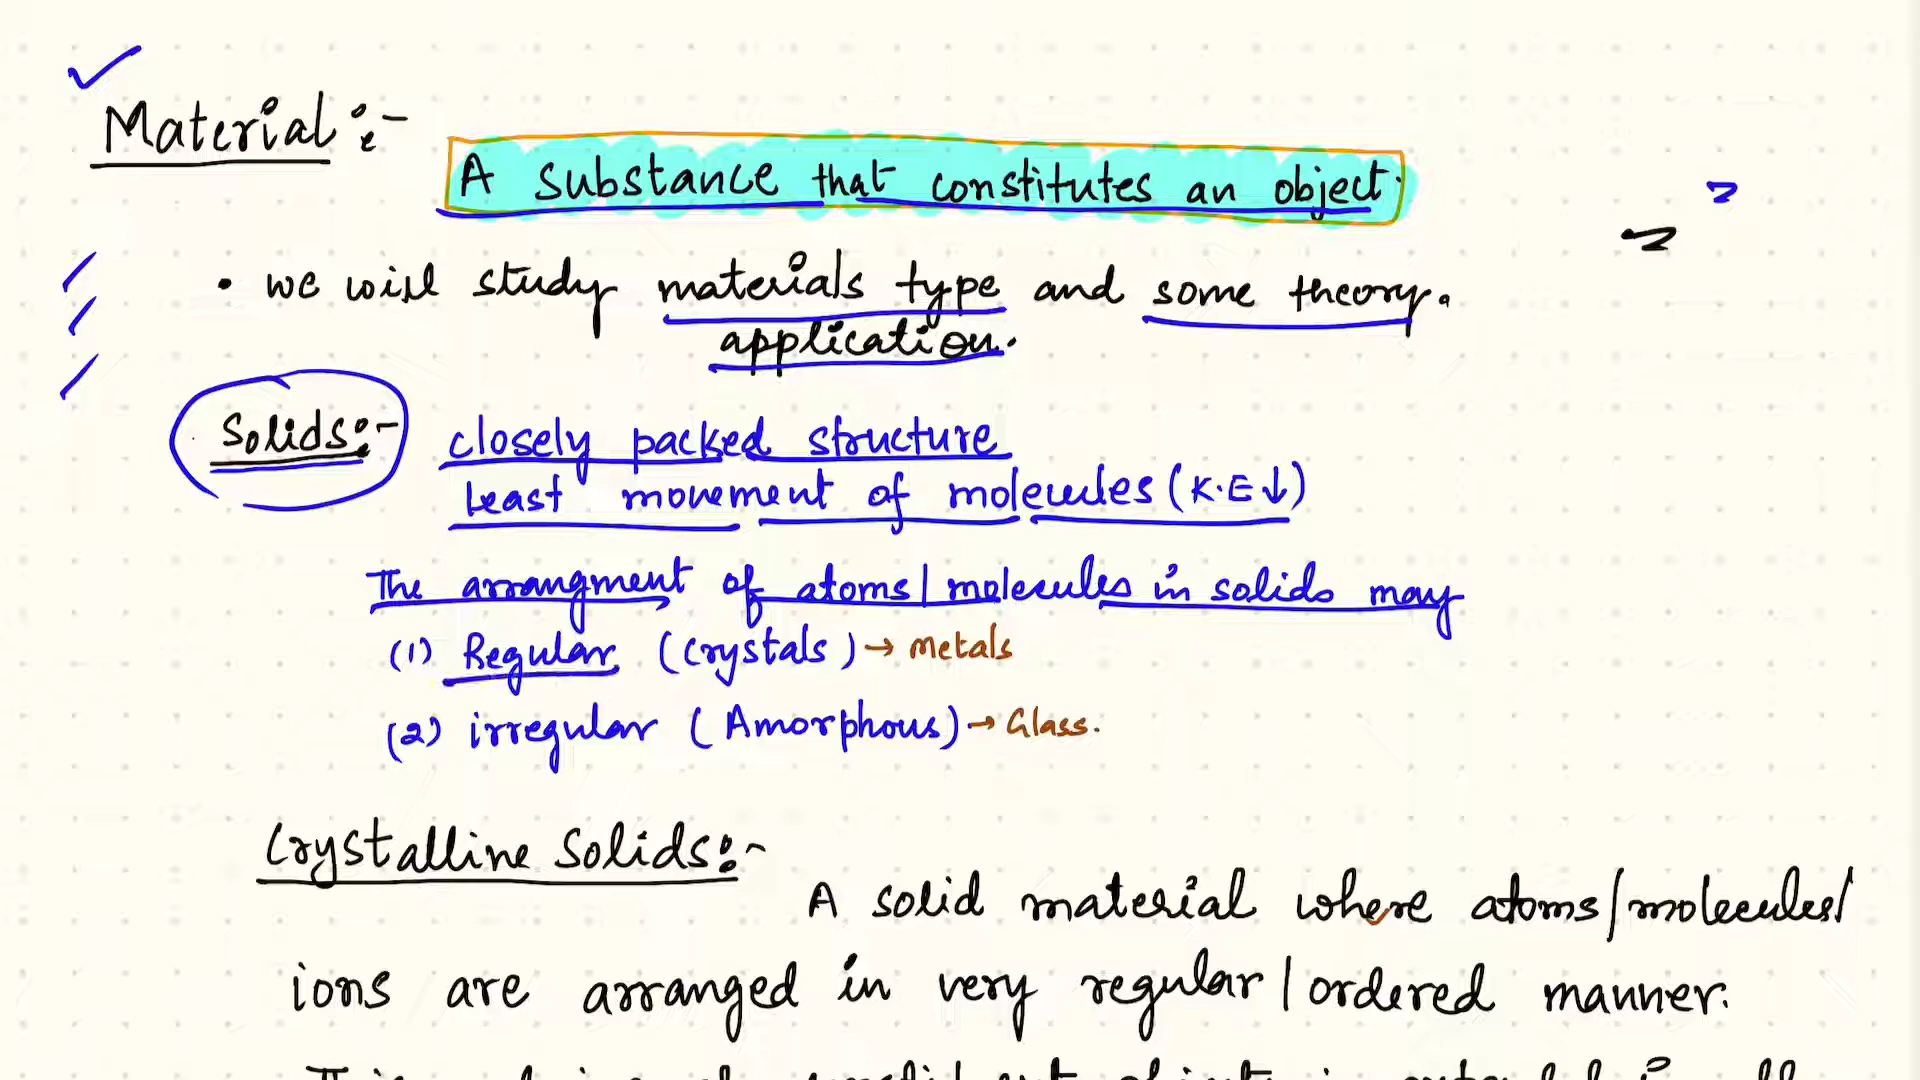 Material :-
A substance that constitutes an object.
• we will study materials type and some theory.
application.
Solids:- closely packed structure
least movement of molecules (K.E↓)
The arrangment of atoms/molecules in solids may
(1) Regular (crystals) → metals
(2) irregular (Amorphous) → Glass.
Crystalline Solids:-
A solid material where atoms/molecules/
ions are arranged in very regular/ordered manner.